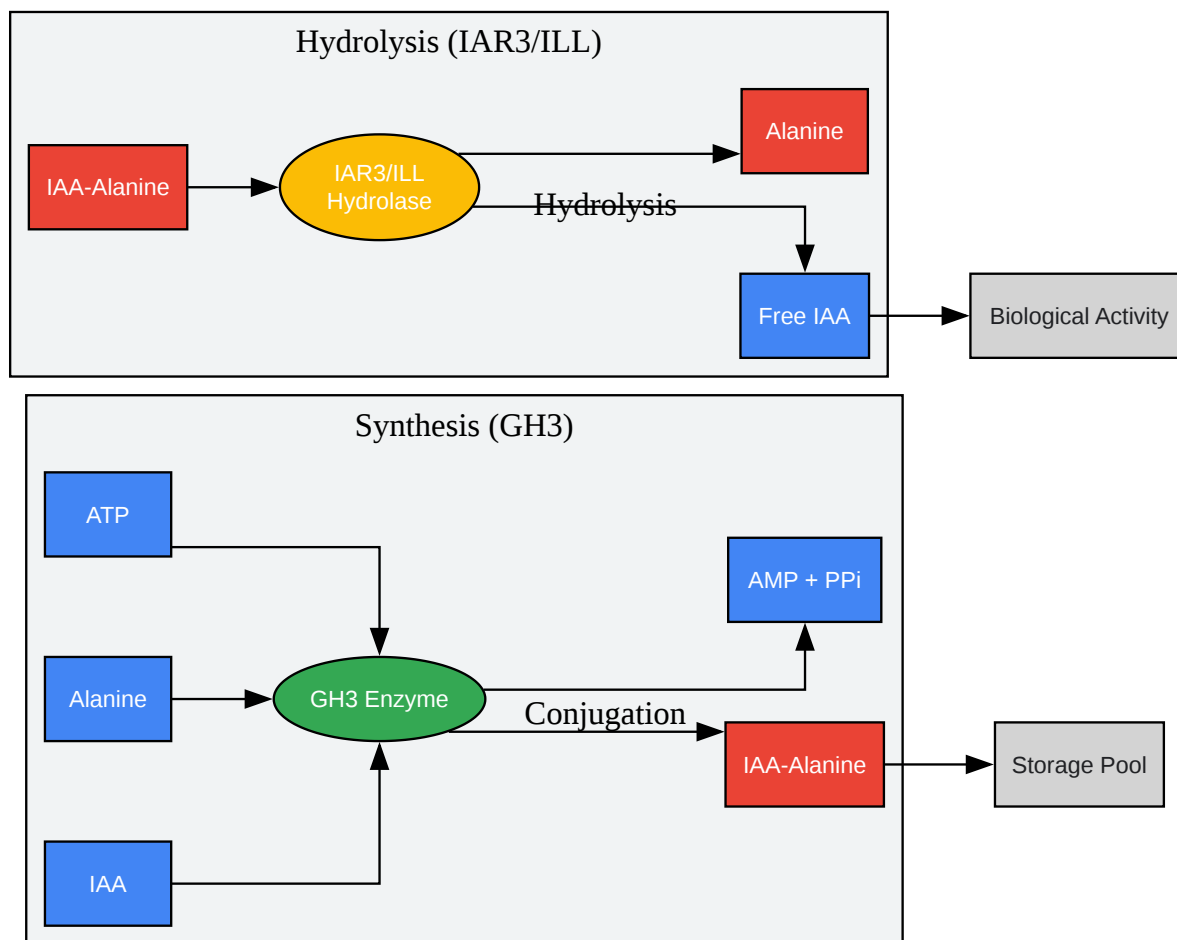 Hydrolysis (IAR3/ILL)
Alanine
IAA-Alanine
IAR3/ILL
Hydrolase
Hydrolysis
Free IAA
Biological Activity
Synthesis (GH3)
ATP
AMP + PPi
Alanine
GH3 Enzyme
Conjugation
IAA-Alanine
Storage Pool
IAA